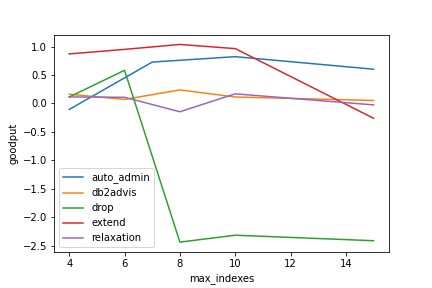 1.0
0.5
0.0
−0.5
−1.0
−1.5
−2.0
−2.5
goodput
auto_admin
db2advis
drop
extend
relaxation
4 6 8 10 12 14
max_indexes